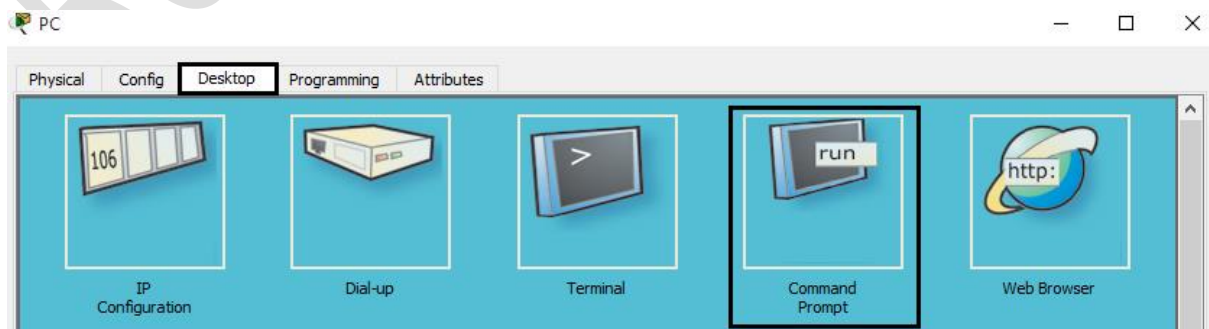 PC
Physical Config Desktop Programming Attributes
106
>
run
http:
IP
Configuration
Dial-up
Terminal
Command
Prompt
Web Browser